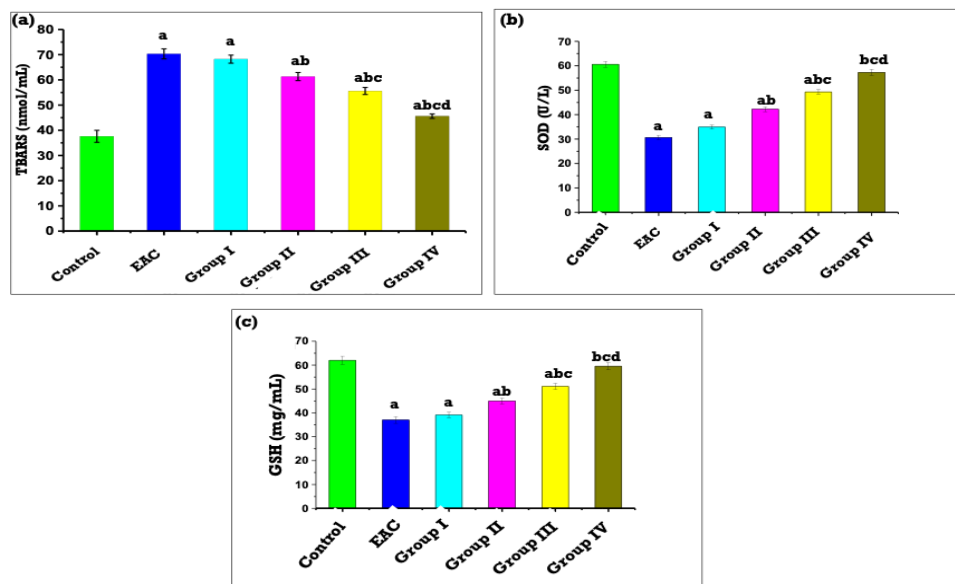 (a)
TBARS (nmol/mL)
80
70
60
50
40
30
20
10
0
a
a
ab
abc
abcd
Control
EAC
Group I
Group II
Group III
Group IV
(b)
SOD (U/L)
70
60
50
40
30
20
10
0
a
a
ab
abc
bcd
Control
EAC
Group I
Group II
Group III
Group IV
(c)
GSH (mg/mL)
70
60
50
40
30
20
10
0
a
a
ab
abc
bcd
Control
EAC
Group I
Group II
Group III
Group IV